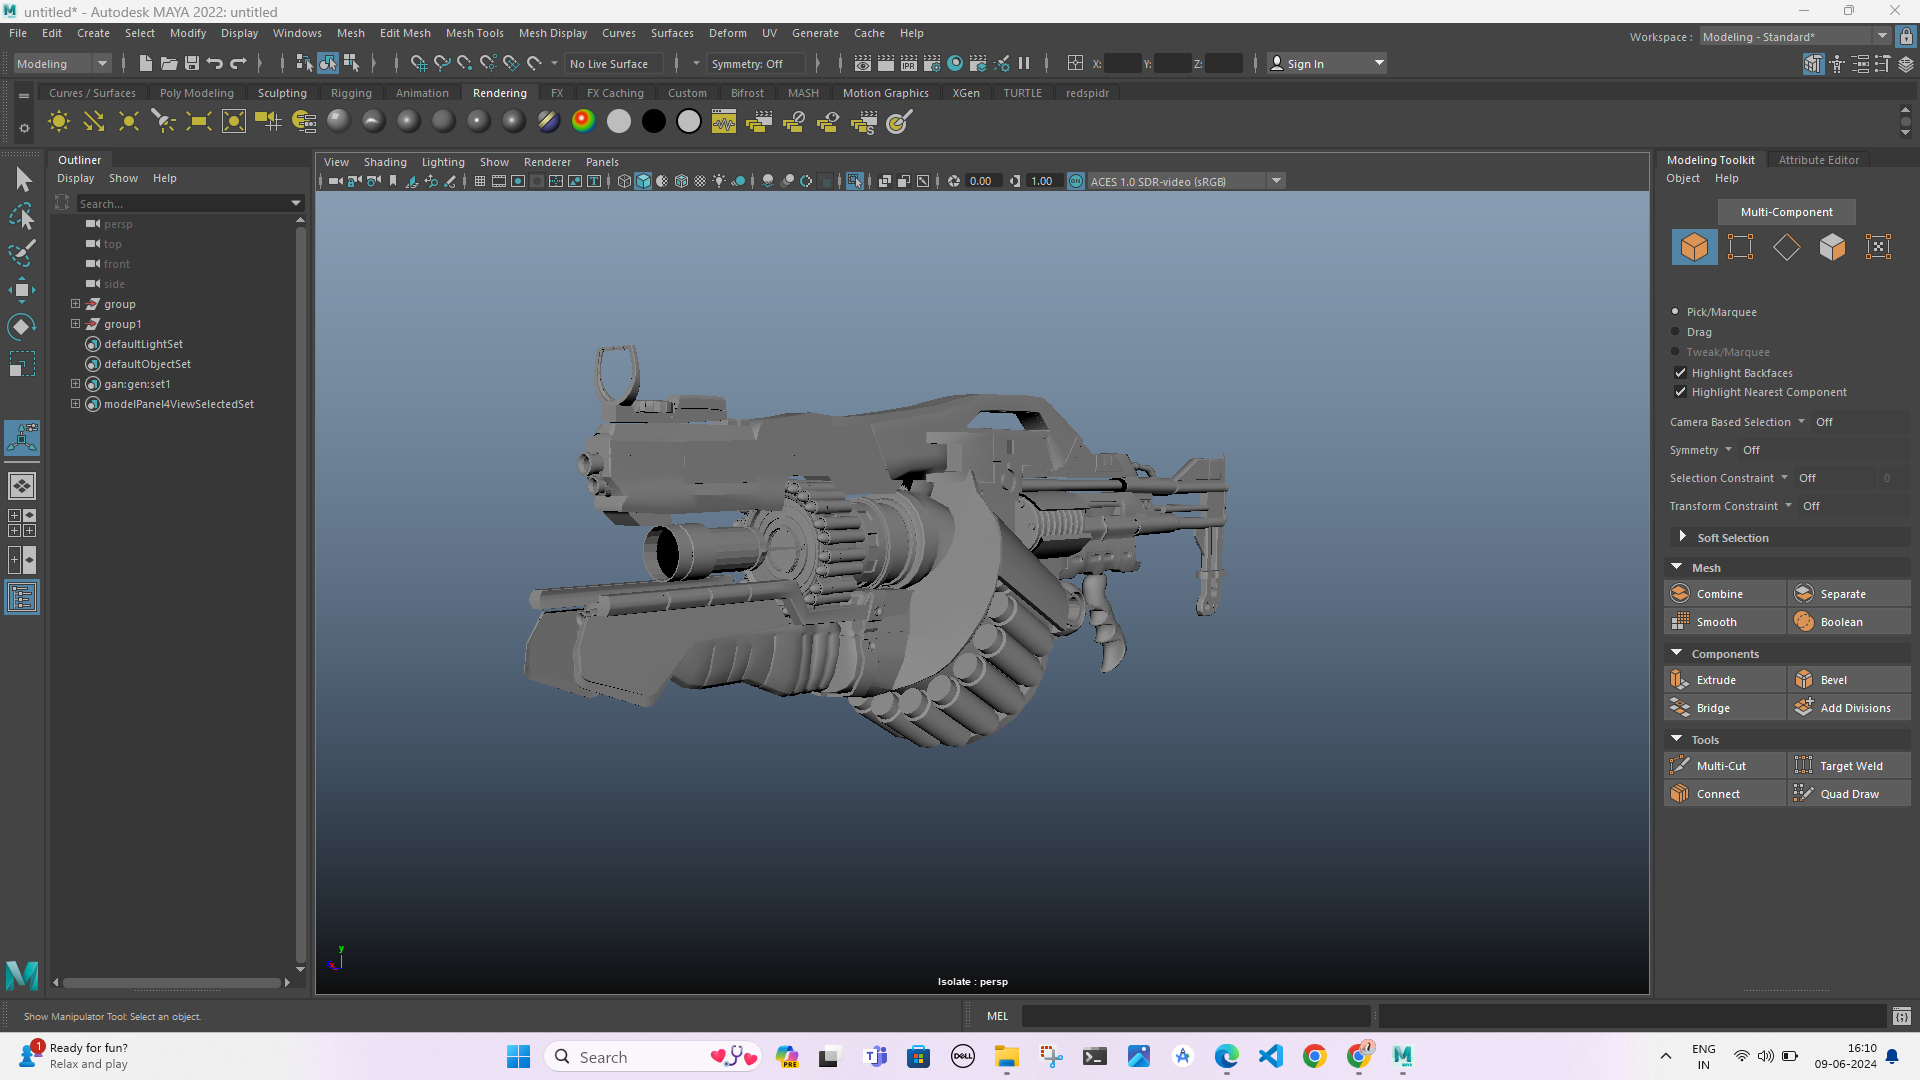 untitled* - Autodesk MAYA 2022: untitled
File Edit Create Select Modify Display Windows Mesh Edit Mesh Mesh Tools Mesh Display Curves Surfaces Deform UV Generate Cache Help
Workspace : Modeling - Standard*
Modeling No Live Surface Symmetry: Off X: Y: Z: Sign In
Curves / Surfaces Poly Modeling Sculpting Rigging Animation Rendering FX FX Caching Custom Bifrost MASH Motion Graphics XGen TURTLE redspidr
Outliner
Display Show Help
Search...
persp
top
front
side
group
group1
defaultLightSet
defaultObjectSet
gan:gen:set1
modelPanel4ViewSelectedSet
View Shading Lighting Show Renderer Panels
0.00 1.00 ON ACES 1.0 SDR-video (sRGB)
y
x
Isolate : persp
Modeling Toolkit Attribute Editor
Object Help
Multi-Component
Pick/Marquee
Drag
Tweak/Marquee
Highlight Backfaces
Highlight Nearest Component
Camera Based Selection Off
Symmetry Off
Selection Constraint Off 0
Transform Constraint Off
Soft Selection
Mesh
Combine Separate
Smooth Boolean
Components
Extrude Bevel
Bridge Add Divisions
Tools
Multi-Cut Target Weld
Connect Quad Draw
Show Manipulator Tool: Select an object.
MEL
1 Ready for fun?
Relax and play
Search
PRE
DELL
ENG
IN
16:10
09-06-2024